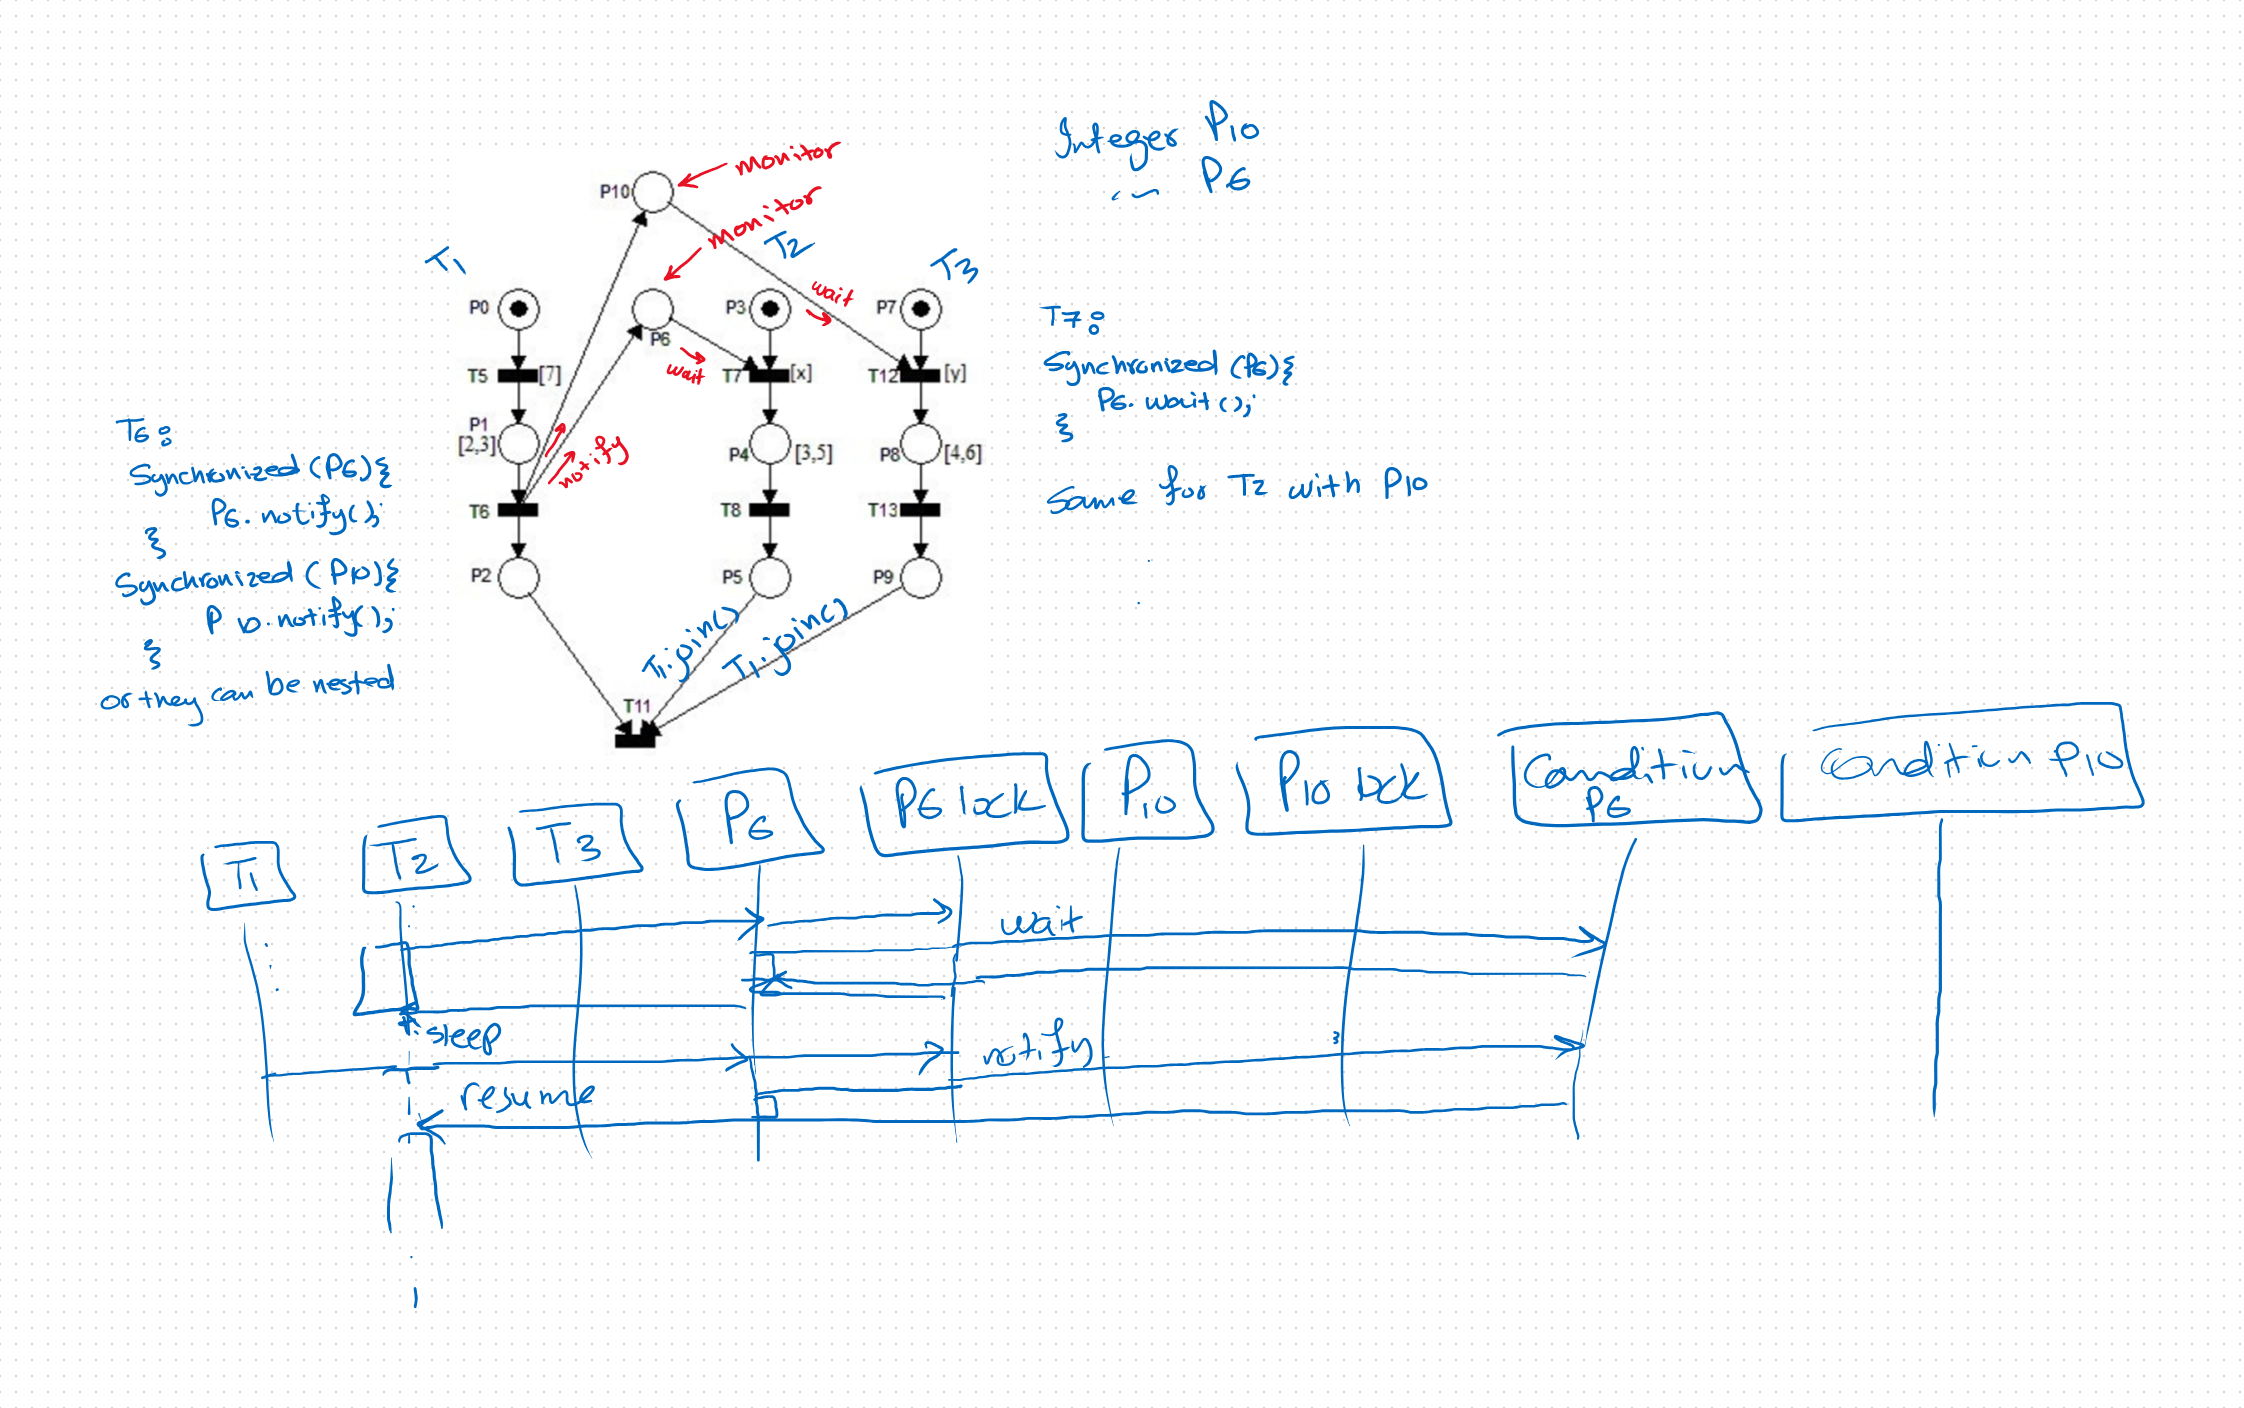 Integer P10
P6
P10
monitor
monitor
T1
T2
T3
P0
P6
P3
P7
wait
wait
T5
[7]
T7
[x]
T12
[y]
P1
[2,3]
P4
[3,5]
P8
[4,6]
notify
T6
T8
T13
P2
P5
P9
T1.join()
T1.join()
T11
T6:
Synchronized (P6){
P6.notify();
}
Synchronized (P10){
P10.notify();
}
or they can be nested
T7:
Synchronized (P6){
P6.wait();
}
Same for T2 with P10
T1
T2
T3
P6
P6 lock
P10
P10 lock
Condition
P6
Condition P10
wait
sleep
notify
resume